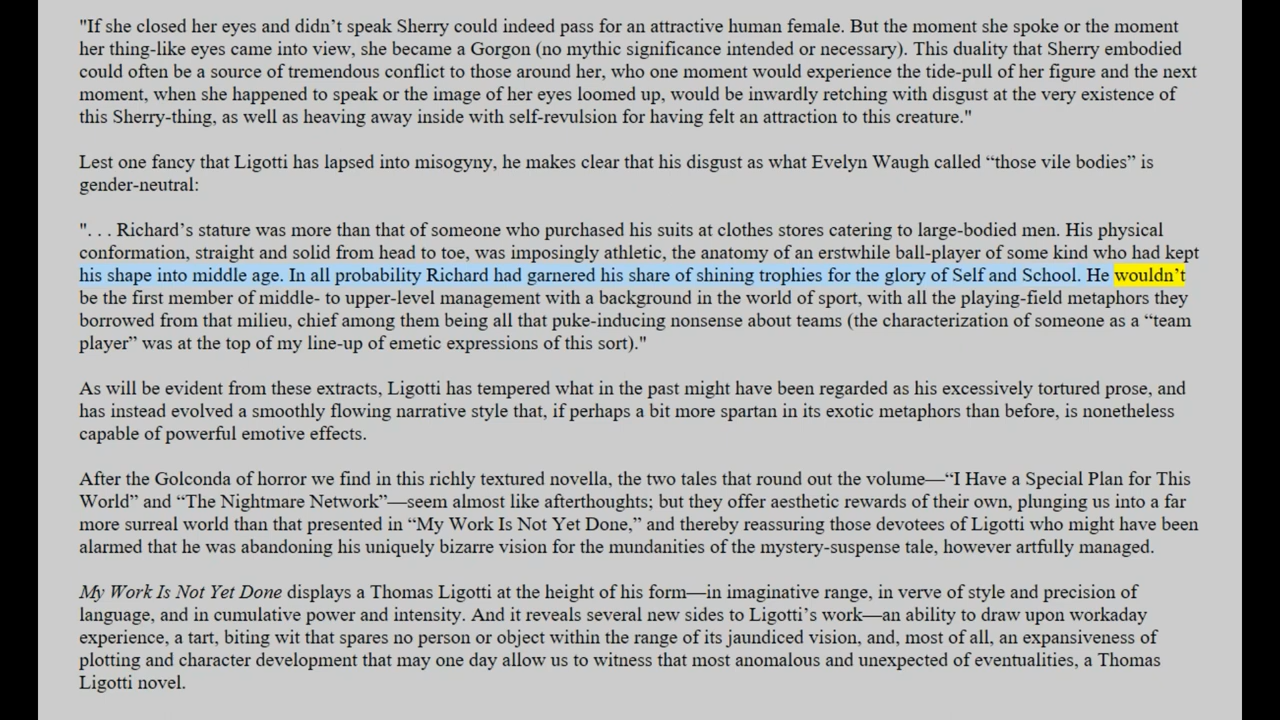 "If she closed her eyes and didn’t speak Sherry could indeed pass for an attractive human female. But the moment she spoke or the moment
her thing-like eyes came into view, she became a Gorgon (no mythic significance intended or necessary). This duality that Sherry embodied
could often be a source of tremendous conflict to those around her, who one moment would experience the tide-pull of her figure and the next
moment, when she happened to speak or the image of her eyes loomed up, would be inwardly retching with disgust at the very existence of
this Sherry-thing, as well as heaving away inside with self-revulsion for having felt an attraction to this creature."
Lest one fancy that Ligotti has lapsed into misogyny, he makes clear that his disgust as what Evelyn Waugh called “those vile bodies” is
gender-neutral:
". . . Richard’s stature was more than that of someone who purchased his suits at clothes stores catering to large-bodied men. His physical
conformation, straight and solid from head to toe, was imposingly athletic, the anatomy of an erstwhile ball-player of some kind who had kept
his shape into middle age. In all probability Richard had garnered his share of shining trophies for the glory of Self and School. He wouldn’t
be the first member of middle- to upper-level management with a background in the world of sport, with all the playing-field metaphors they
borrowed from that milieu, chief among them being all that puke-inducing nonsense about teams (the characterization of someone as a “team
player” was at the top of my line-up of emetic expressions of this sort)."
As will be evident from these extracts, Ligotti has tempered what in the past might have been regarded as his excessively tortured prose, and
has instead evolved a smoothly flowing narrative style that, if perhaps a bit more spartan in its exotic metaphors than before, is nonetheless
capable of powerful emotive effects.
After the Golconda of horror we find in this richly textured novella, the two tales that round out the volume—“I Have a Special Plan for This
World” and “The Nightmare Network”—seem almost like afterthoughts; but they offer aesthetic rewards of their own, plunging us into a far
more surreal world than that presented in “My Work Is Not Yet Done,” and thereby reassuring those devotees of Ligotti who might have been
alarmed that he was abandoning his uniquely bizarre vision for the mundanities of the mystery-suspense tale, however artfully managed.
My Work Is Not Yet Done displays a Thomas Ligotti at the height of his form—in imaginative range, in verve of style and precision of
language, and in cumulative power and intensity. And it reveals several new sides to Ligotti’s work—an ability to draw upon workaday
experience, a tart, biting wit that spares no person or object within the range of its jaundiced vision, and, most of all, an expansiveness of
plotting and character development that may one day allow us to witness that most anomalous and unexpected of eventualities, a Thomas
Ligotti novel.